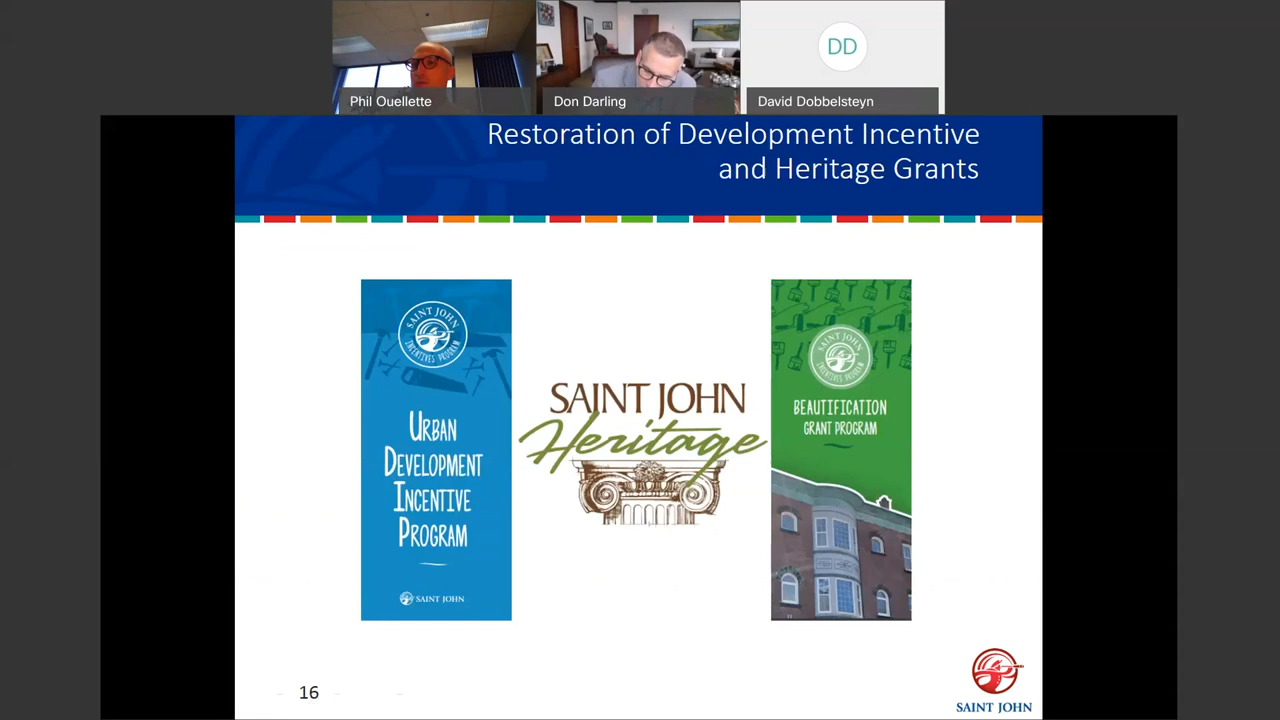 DD
Phil Ouellette
Don Darling
David Dobbelsteyn
Restoration of Development Incentive
and Heritage Grants
SAINT JOHN
INCENTIVES PROGRAM
URBAN
DEVELOPMENT
INCENTIVE
PROGRAM
SAINT JOHN
SAINT JOHN
Heritage
SAINT JOHN
INCENTIVES PROGRAM
BEAUTIFICATION
GRANT PROGRAM
16
SAINT JOHN